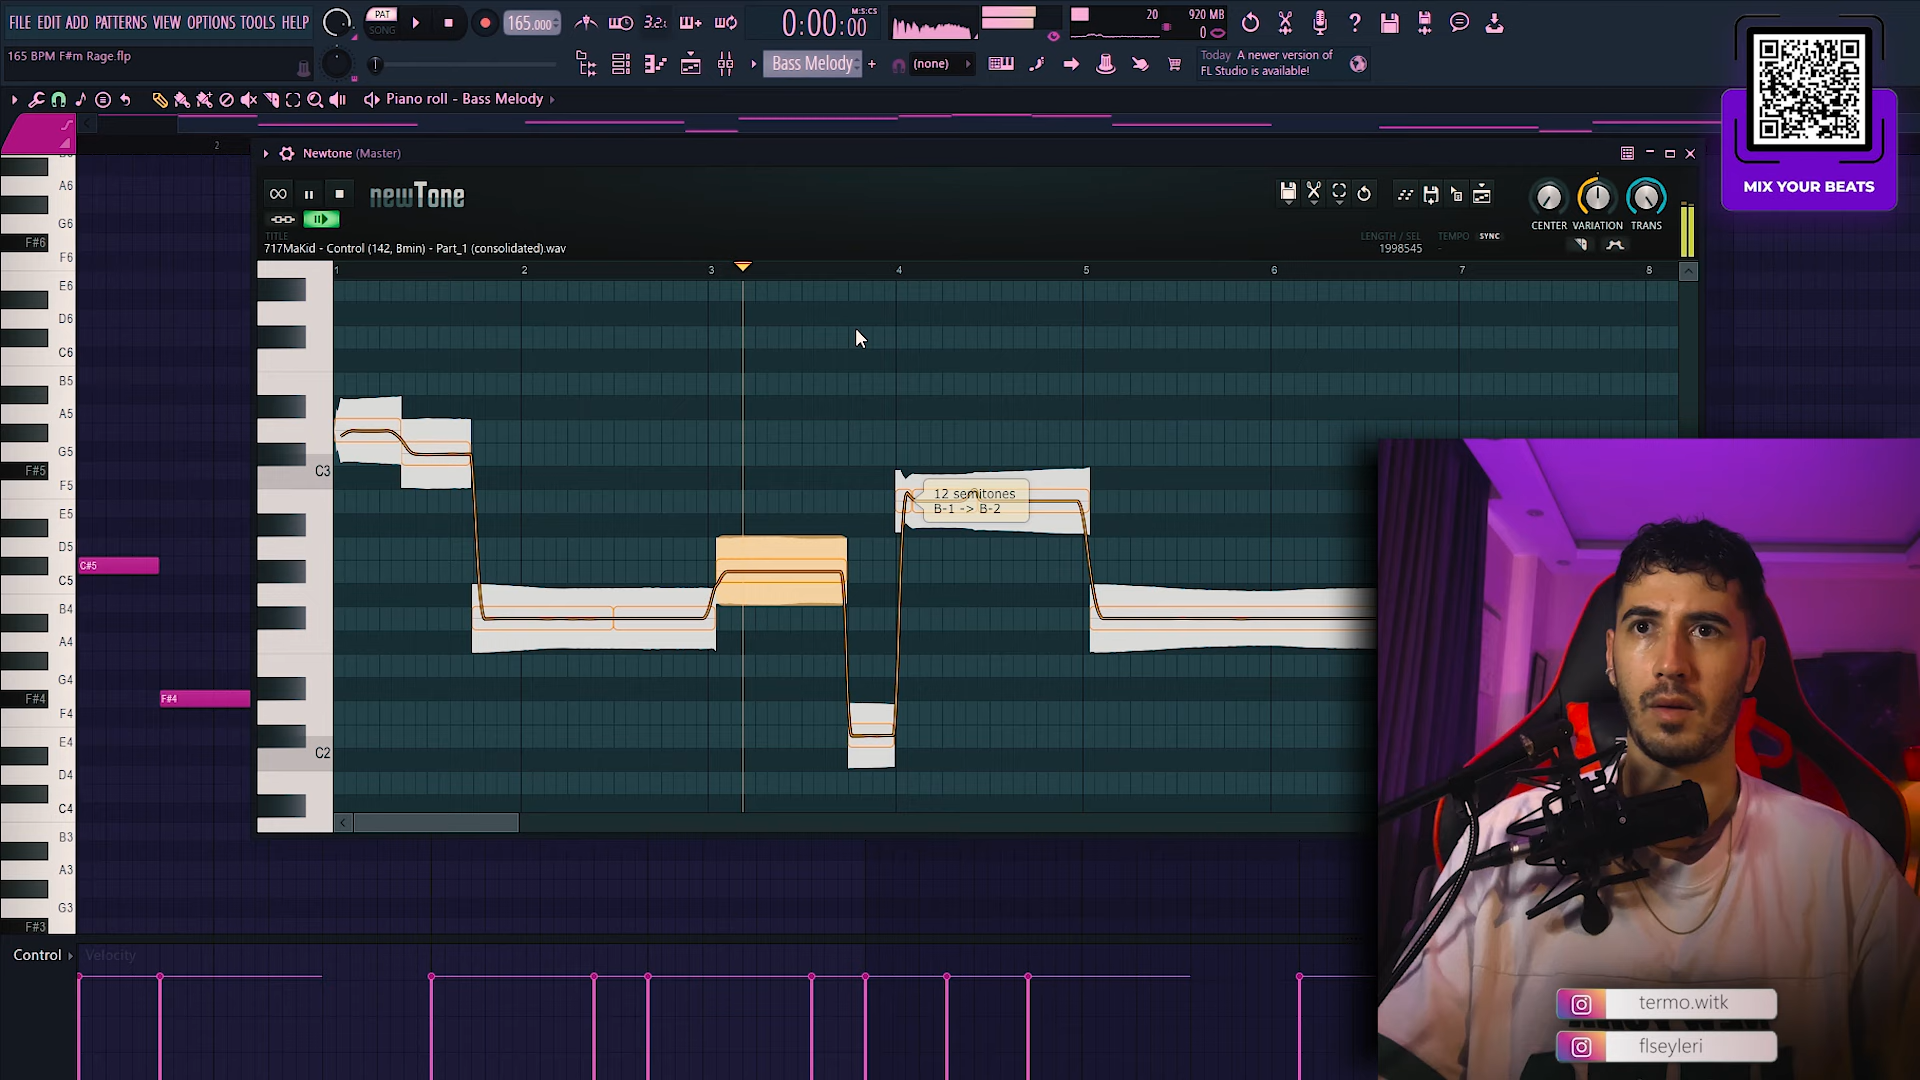 FILE EDIT ADD PATTERNS VIEW OPTIONS TOOLS HELP
PAT
SONG
165.000
3.2.
0:00:00
M:S:CS
20
920 MB
0
165 BPM F#m Rage.flp
Bass Melody
(none)
Today A newer version of
FL Studio is available!
Piano roll - Bass Melody
MIX YOUR BEATS
2
Newtone (Master)
newTone
TITLE
717MaKid - Control (142, Bmin) - Part_1 (consolidated).wav
LENGTH / SEL
1998545
TEMPO
-
SYNC
CENTER
VARIATION
TRANS
1
2
3
4
5
6
7
8
C3
C2
12 semitones
B-1 -> B-2
A6
G6
F#6
F6
E6
D6
C6
B5
A5
G5
F#5
F5
E5
D5
C5
B4
A4
G4
F#4
F4
E4
D4
C4
B3
A3
G3
F#3
C#5
F#4
Control
Velocity
termo.witk
flseyleri